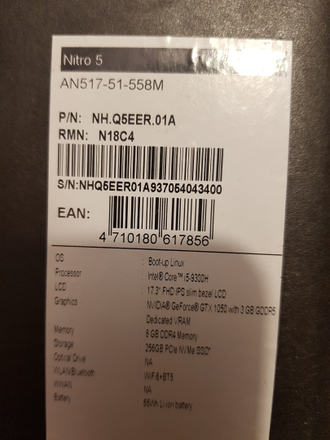 Nitro 5
AN517-51-558M
P/N: NH.Q5EER.01A
RMN: N18C4
S/N:NHQ5EER01A937054043400
EAN:
4 710180 617856
OS : Boot-up Linux
Processor : Intel® Core™ i5-9300H
LCD : 17.3" FHD IPS slim bezel LCD
Graphics : NVIDIA® GeForce® GTX 1050 with 3 GB GDDR5
Dedicated VRAM
Memory : 8 GB DDR4 Memory
Storage : 256GB PCIe NVMe SSD*
Optical Drive : NA
WLAN/Bluetooth : WiFi6+BT5
WWAN : NA
Battery : 55Wh Li-ion battery